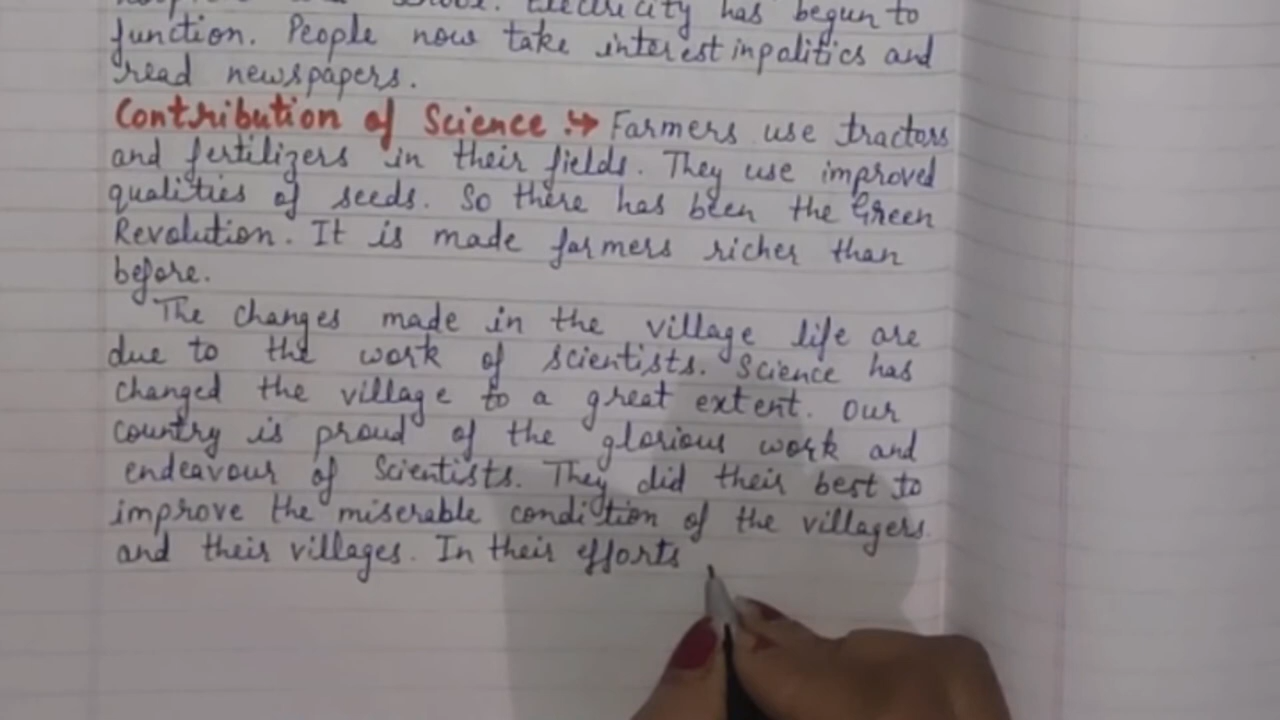 Electricity has begun to
function. People now take interest in politics and
read newspapers.
Contribution of Science :→ Farmers use tractors
and fertilizers in their fields. They use improved
qualities of seeds. So there has been the Green
Revolution. It is made farmers richer than
before.
The changes made in the village life are
due to the work of scientists. Science has
changed the village to a great extent. Our
country is proud of the glorious work and
endeavour of Scientists. They did their best to
improve the miserable condition of the villagers
and their villages. In their efforts